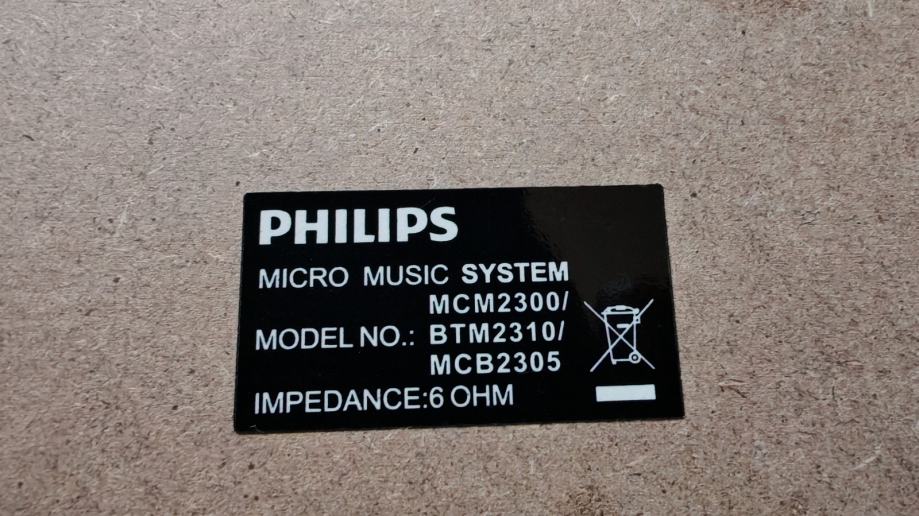 PHILIPS
MICRO MUSIC SYSTEM
MCM2300/
MODEL NO.: BTM2310/
MCB2305
IMPEDANCE:6 OHM